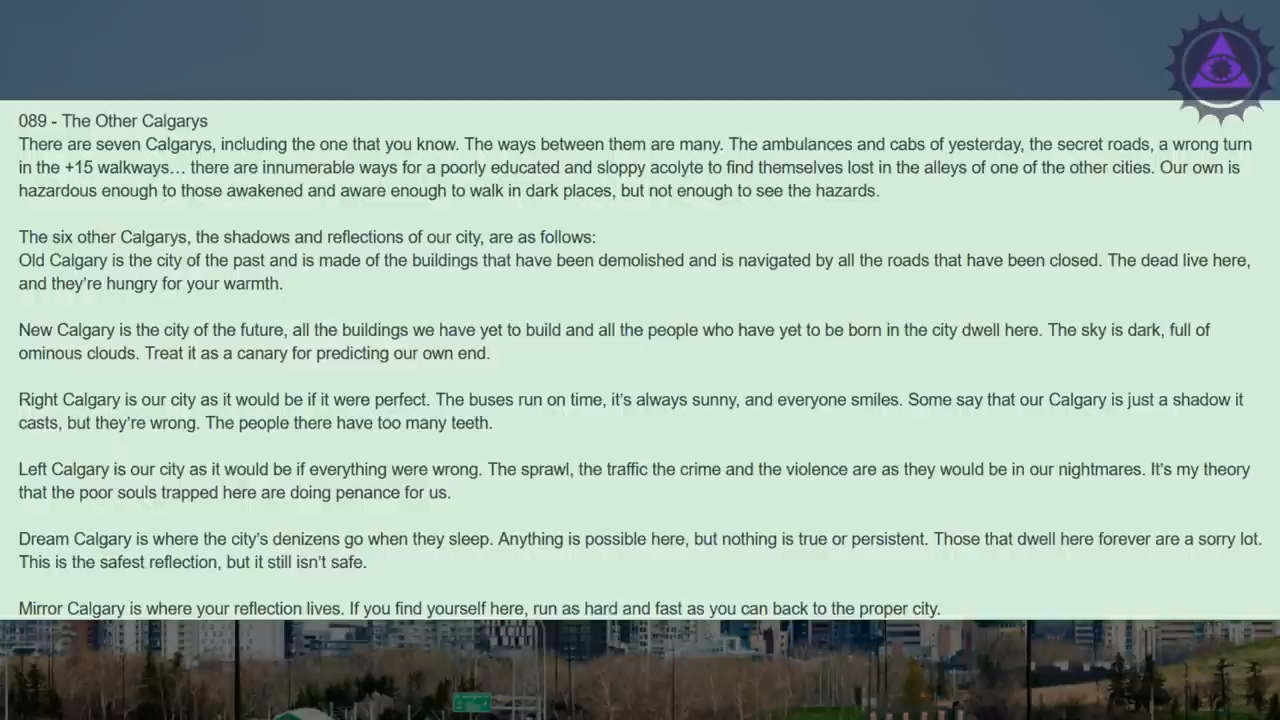 089 - The Other Calgarys
There are seven Calgarys, including the one that you know. The ways between them are many. The ambulances and cabs of yesterday, the secret roads, a wrong turn
in the +15 walkways… there are innumerable ways for a poorly educated and sloppy acolyte to find themselves lost in the alleys of one of the other cities. Our own is
hazardous enough to those awakened and aware enough to walk in dark places, but not enough to see the hazards.
The six other Calgarys, the shadows and reflections of our city, are as follows:
Old Calgary is the city of the past and is made of the buildings that have been demolished and is navigated by all the roads that have been closed. The dead live here,
and they're hungry for your warmth.
New Calgary is the city of the future, all the buildings we have yet to build and all the people who have yet to be born in the city dwell here. The sky is dark, full of
ominous clouds. Treat it as a canary for predicting our own end.
Right Calgary is our city as it would be if it were perfect. The buses run on time, it's always sunny, and everyone smiles. Some say that our Calgary is just a shadow it
casts, but they're wrong. The people there have too many teeth.
Left Calgary is our city as it would be if everything were wrong. The sprawl, the traffic the crime and the violence are as they would be in our nightmares. It's my theory
that the poor souls trapped here are doing penance for us.
Dream Calgary is where the city's denizens go when they sleep. Anything is possible here, but nothing is true or persistent. Those that dwell here forever are a sorry lot.
This is the safest reflection, but it still isn't safe.
Mirror Calgary is where your reflection lives. If you find yourself here, run as hard and fast as you can back to the proper city.